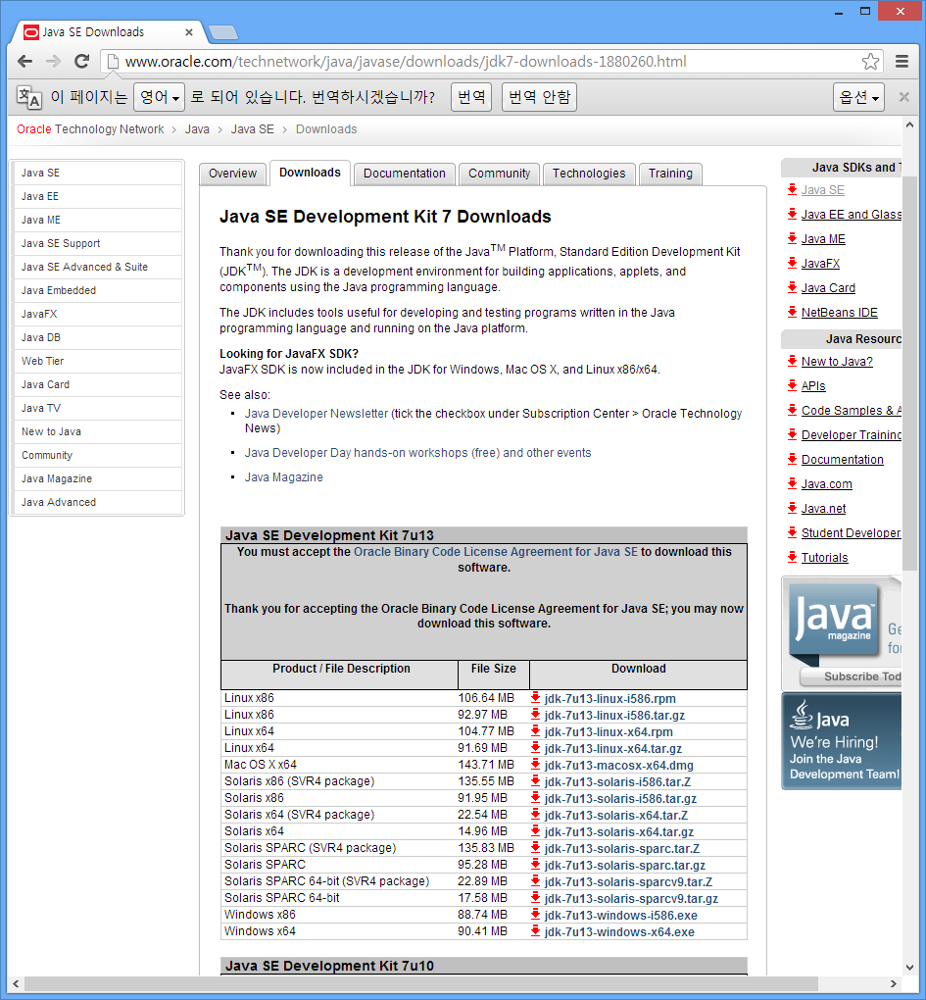 Java SE Downloads
www.oracle.com/technetwork/java/javase/downloads/jdk7-downloads-1880260.html
이 페이지는 영어 로 되어 있습니다. 번역하시겠습니까? 번역 번역 안함 옵션
Oracle Technology Network > Java > Java SE > Downloads
Java SE
Java EE
Java ME
Java SE Support
Java SE Advanced & Suite
Java Embedded
JavaFX
Java DB
Web Tier
Java Card
Java TV
New to Java
Community
Java Magazine
Java Advanced
Overview Downloads Documentation Community Technologies Training
Java SE Development Kit 7 Downloads
Thank you for downloading this release of the Java™ Platform, Standard Edition Development Kit
(JDK™). The JDK is a development environment for building applications, applets, and
components using the Java programming language.
The JDK includes tools useful for developing and testing programs written in the Java
programming language and running on the Java platform.
Looking for JavaFX SDK?
JavaFX SDK is now included in the JDK for Windows, Mac OS X, and Linux x86/x64.
See also:
Java Developer Newsletter (tick the checkbox under Subscription Center > Oracle Technology
News)
Java Developer Day hands-on workshops (free) and other events
Java Magazine
Java SE Development Kit 7u13
You must accept the Oracle Binary Code License Agreement for Java SE to download this
software.
Thank you for accepting the Oracle Binary Code License Agreement for Java SE; you may now
download this software.
Product / File Description File Size Download
Linux x86 106.64 MB jdk-7u13-linux-i586.rpm
Linux x86 92.97 MB jdk-7u13-linux-i586.tar.gz
Linux x64 104.77 MB jdk-7u13-linux-x64.rpm
Linux x64 91.69 MB jdk-7u13-linux-x64.tar.gz
Mac OS X x64 143.71 MB jdk-7u13-macosx-x64.dmg
Solaris x86 (SVR4 package) 135.55 MB jdk-7u13-solaris-i586.tar.Z
Solaris x86 91.95 MB jdk-7u13-solaris-i586.tar.gz
Solaris x64 (SVR4 package) 22.54 MB jdk-7u13-solaris-x64.tar.Z
Solaris x64 14.96 MB jdk-7u13-solaris-x64.tar.gz
Solaris SPARC (SVR4 package) 135.83 MB jdk-7u13-solaris-sparc.tar.Z
Solaris SPARC 95.28 MB jdk-7u13-solaris-sparc.tar.gz
Solaris SPARC 64-bit (SVR4 package) 22.89 MB jdk-7u13-solaris-sparcv9.tar.Z
Solaris SPARC 64-bit 17.58 MB jdk-7u13-solaris-sparcv9.tar.gz
Windows x86 88.74 MB jdk-7u13-windows-i586.exe
Windows x64 90.41 MB jdk-7u13-windows-x64.exe
Java SE Development Kit 7u10
Java SDKs and T
Java SE
Java EE and Glass
Java ME
JavaFX
Java Card
NetBeans IDE
Java Resourc
New to Java?
APIs
Code Samples & A
Developer Training
Documentation
Java.com
Java.net
Student Developer
Tutorials
Java™
magazine
Ge
for
Subscribe Tod
Java
We're Hiring!
Join the Java
Development Team!